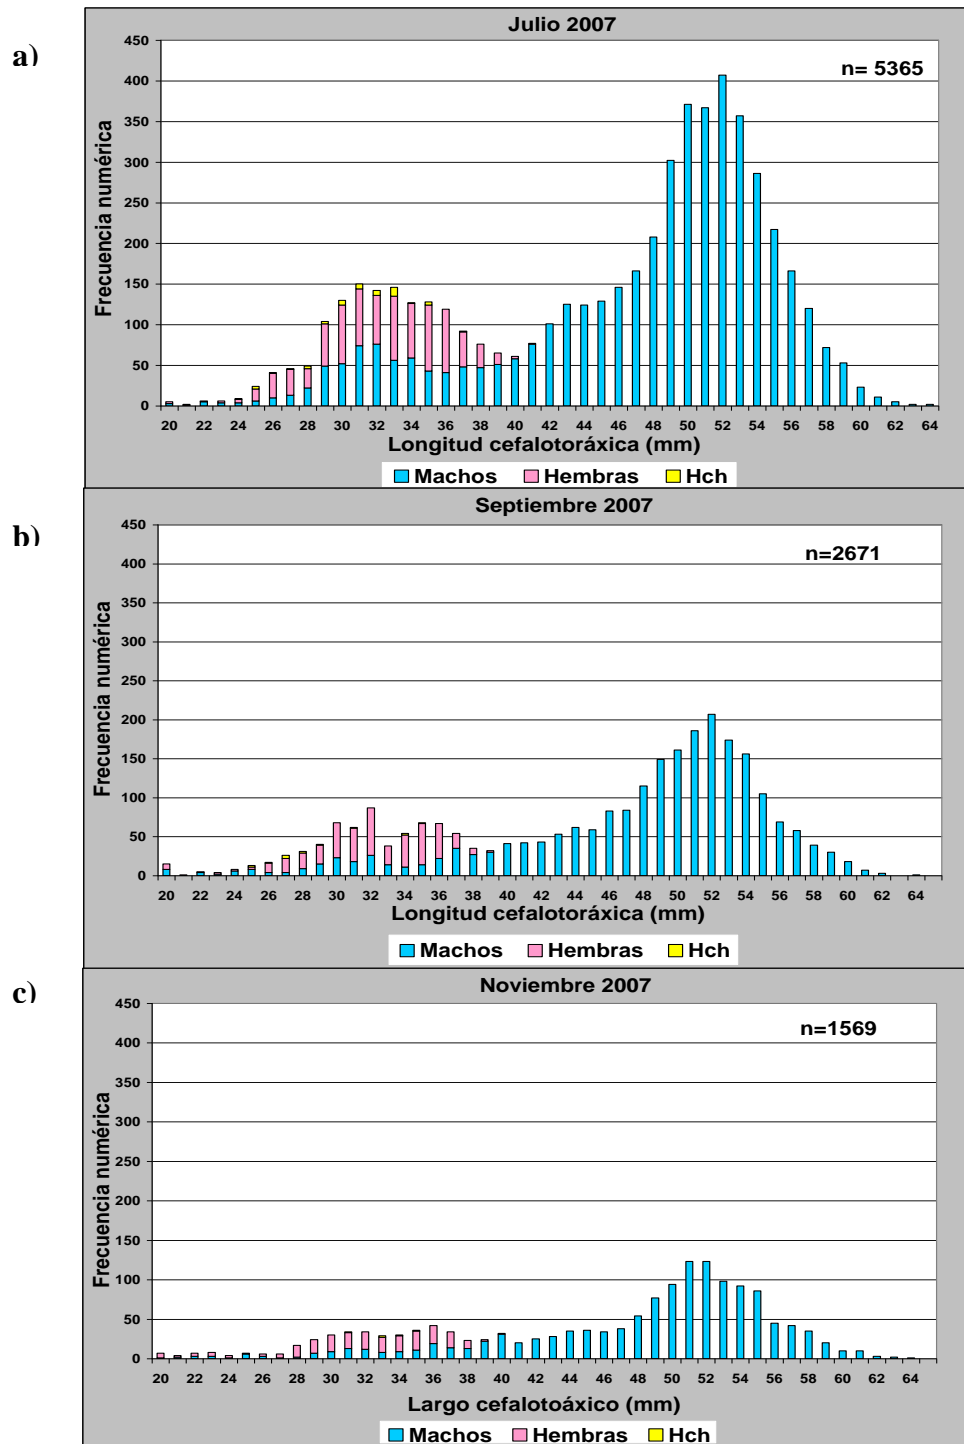 a)
Julio 2007
n= 5365
Frecuencia numérica
450
400
350
300
250
200
150
100
50
0
20 22 24 26 28 30 32 34 36 38 40 42 44 46 48 50 52 54 56 58 60 62 64
Longitud cefalotoráxica (mm)
Machos Hembras Hch
b)
Septiembre 2007
n=2671
Frecuencia numérica
450
400
350
300
250
200
150
100
50
0
20 22 24 26 28 30 32 34 36 38 40 42 44 46 48 50 52 54 56 58 60 62 64
Longitud cefalotoráxica (mm)
Machos Hembras Hch
c)
Noviembre 2007
n=1569
Frecuencia numérica
450
400
350
300
250
200
150
100
50
0
20 22 24 26 28 30 32 34 36 38 40 42 44 46 48 50 52 54 56 58 60 62 64
Largo cefalotoáxico (mm)
Machos Hembras Hch